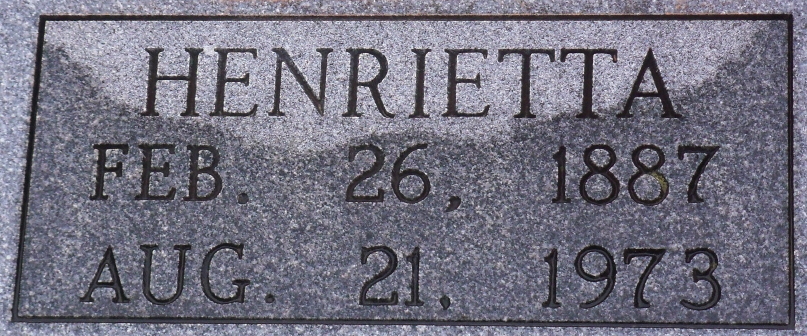 HENRIETTA
FEB. 26, 1887
AUG. 21, 1973